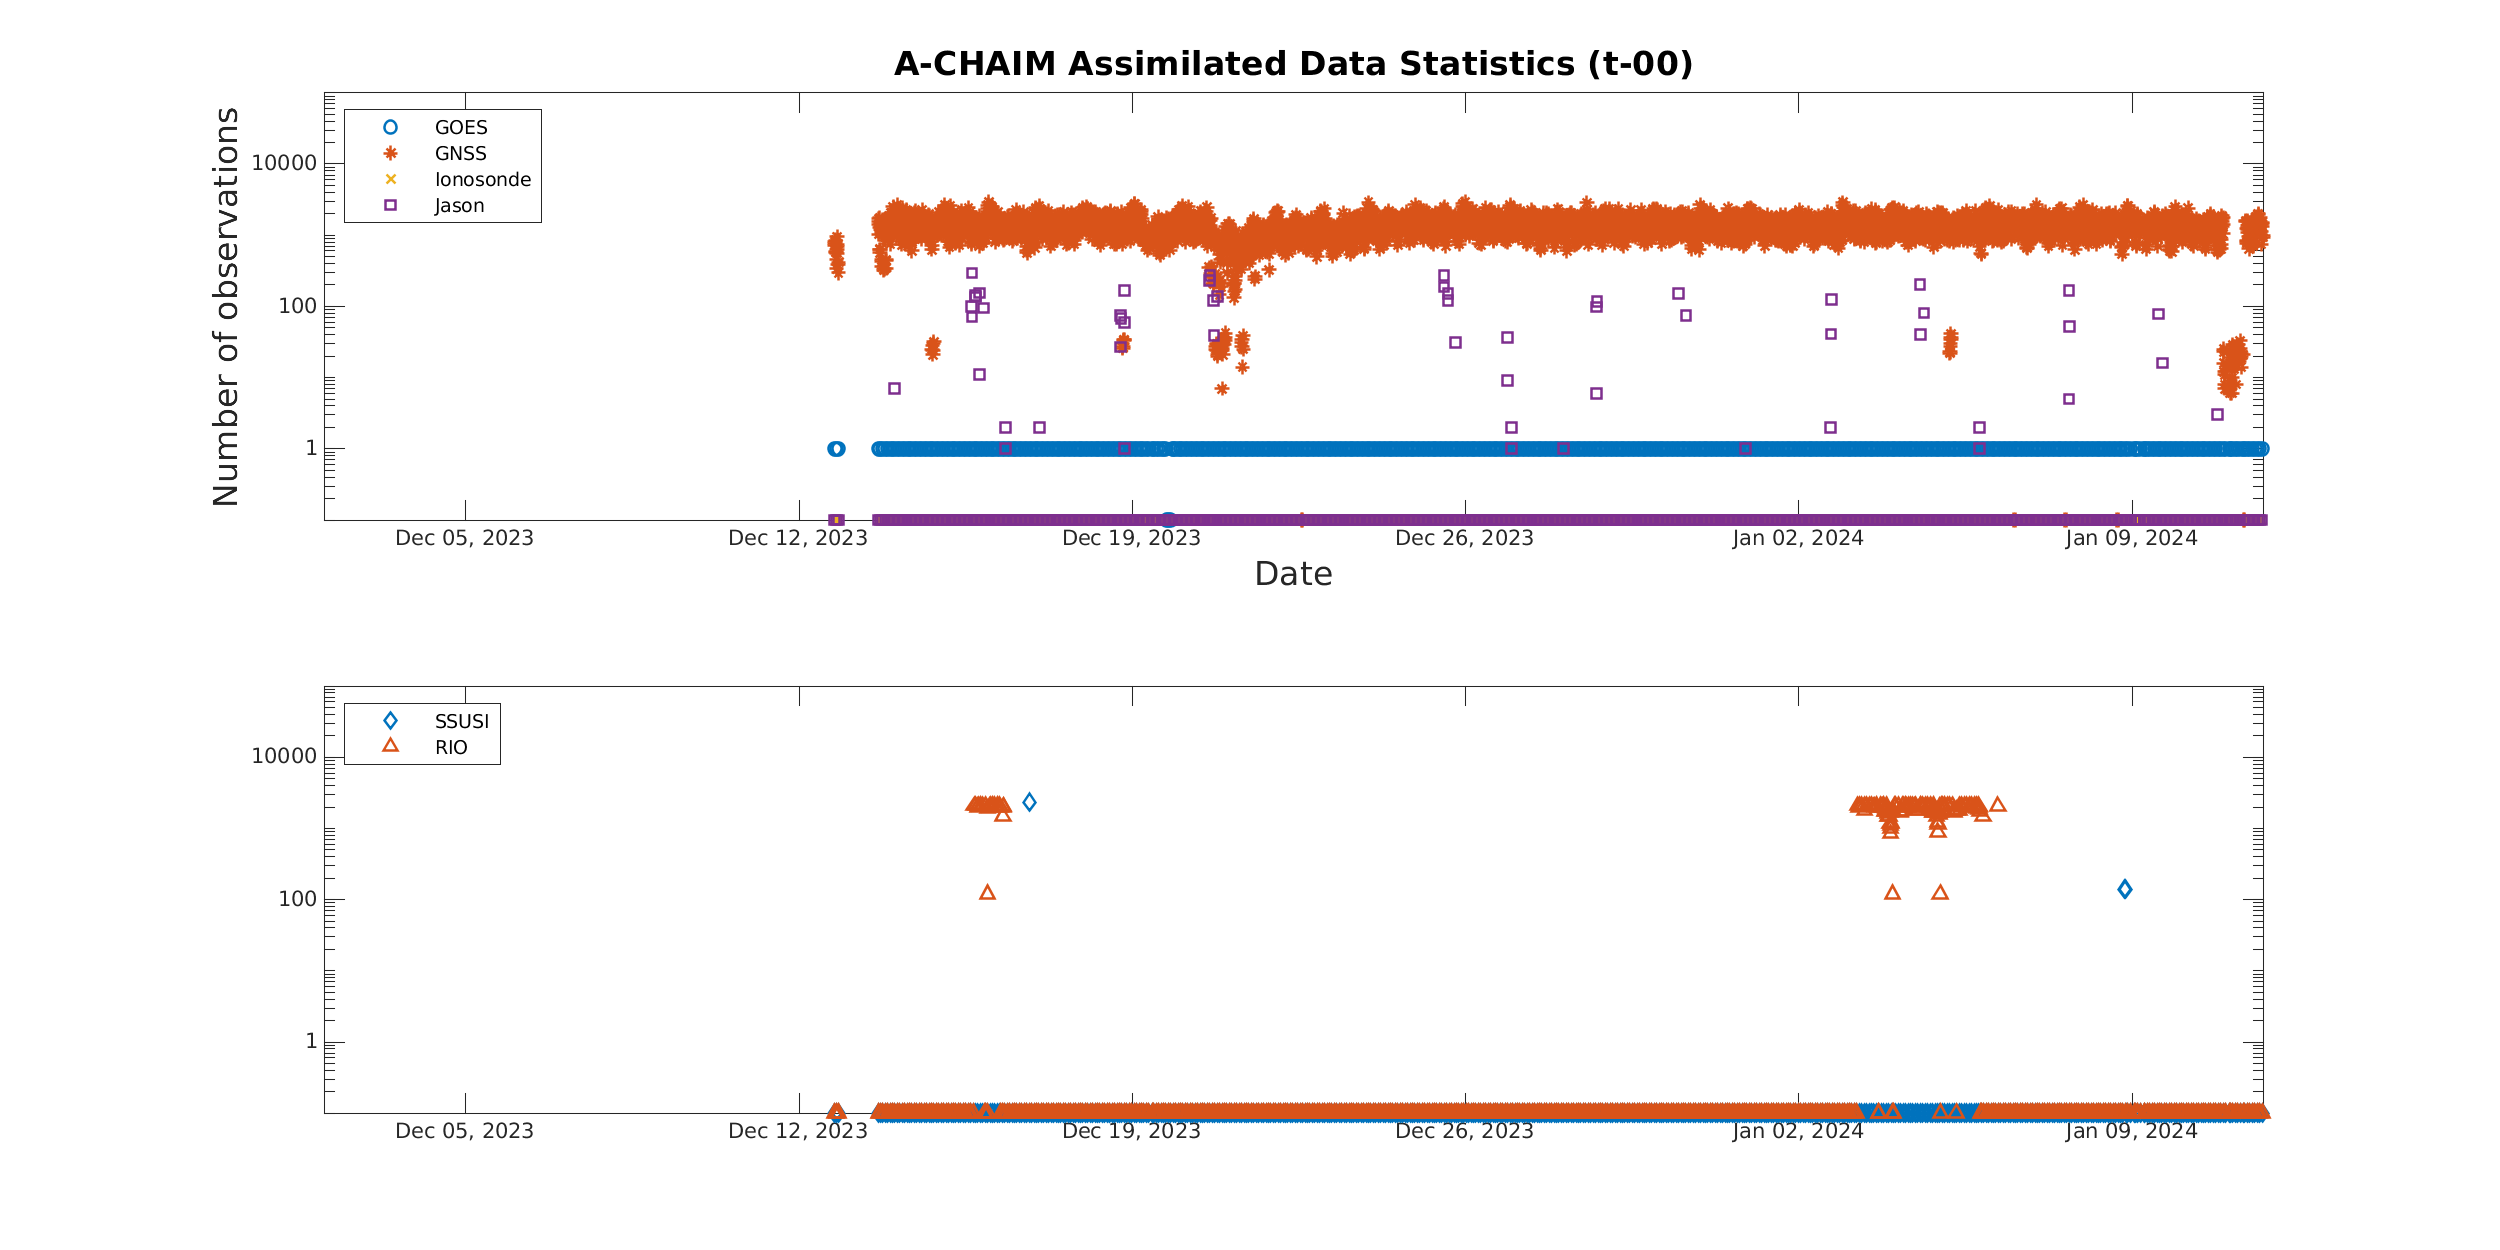 A-CHAIM Assimilated Data Statistics (t-00)
Number of observations
10000
100
1
GOES
GNSS
Ionosonde
Jason
Dec 05, 2023
Dec 12, 2023
Dec 19, 2023
Dec 26, 2023
Jan 02, 2024
Jan 09, 2024
Date
10000
100
1
SSUSI
RIO
Dec 05, 2023
Dec 12, 2023
Dec 19, 2023
Dec 26, 2023
Jan 02, 2024
Jan 09, 2024